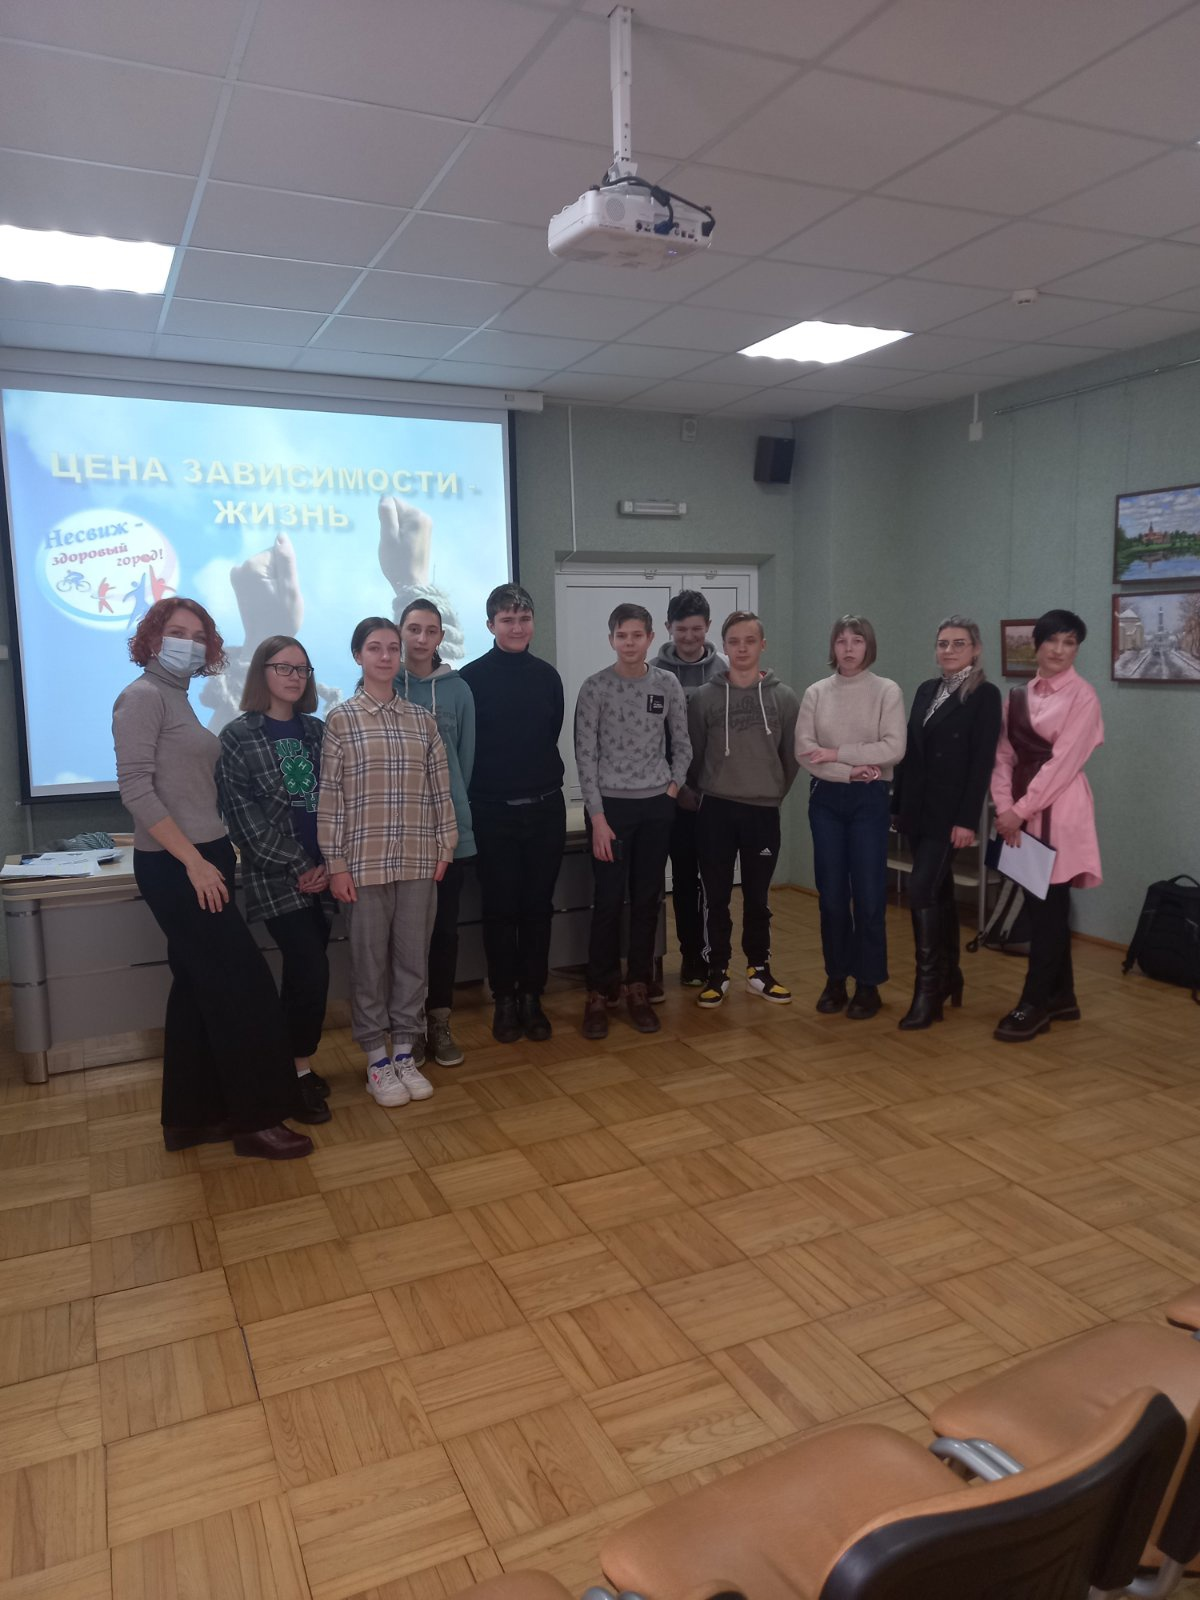 ЦЕНА ЗАВИСИМОСТИ -
ЖИЗНЬ
Несвиж -
здоровый
город!